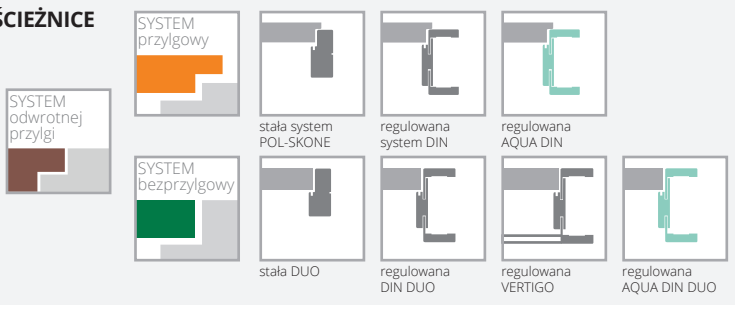 ŚCIEŻNICE
SYSTEM
odwrotnej
przylgi
SYSTEM
przylgowy
stała system
POL-SKONE
regulowana
system DIN
regulowana
AQUA DIN
SYSTEM
bezprzylgowy
stała DUO
regulowana
DIN DUO
regulowana
VERTIGO
regulowana
AQUA DIN DUO